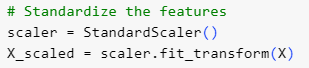 # Standardize the features
scaler = StandardScaler()
X_scaled = scaler.fit_transform(X)